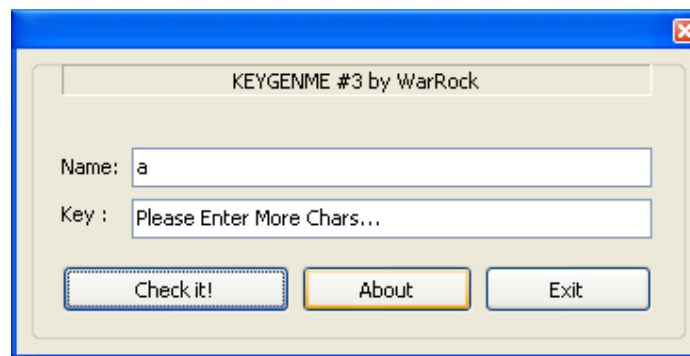 KEYGENME #3 by WarRock
Name: a
Key : Please Enter More Chars...
Check it! About Exit